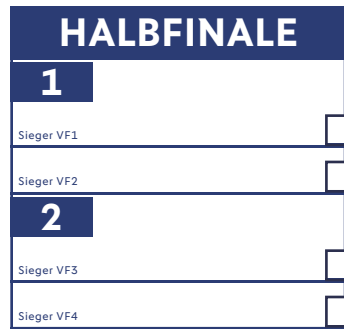 HALBFINALE
1
Sieger VF1
Sieger VF2
2
Sieger VF3
Sieger VF4